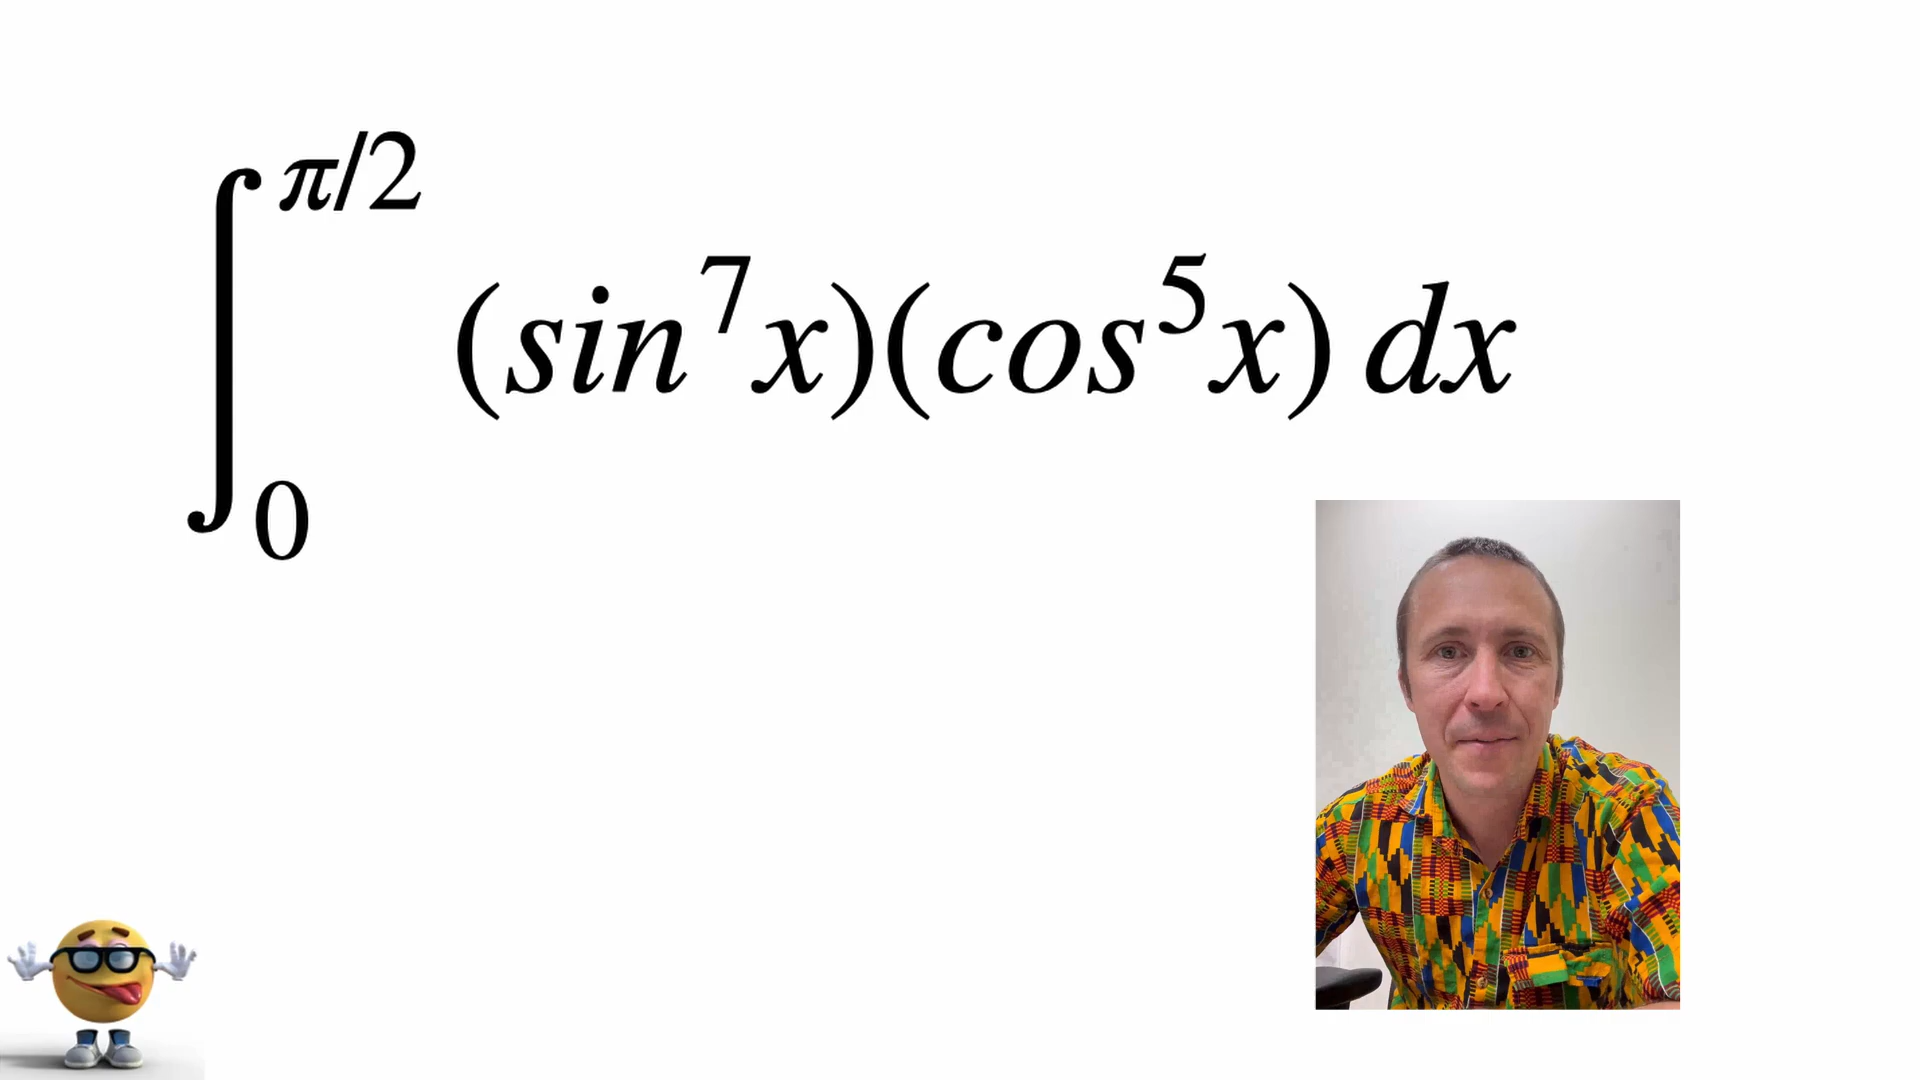 ∫₀^π/2 (sin⁷x)(cos⁵x) dx